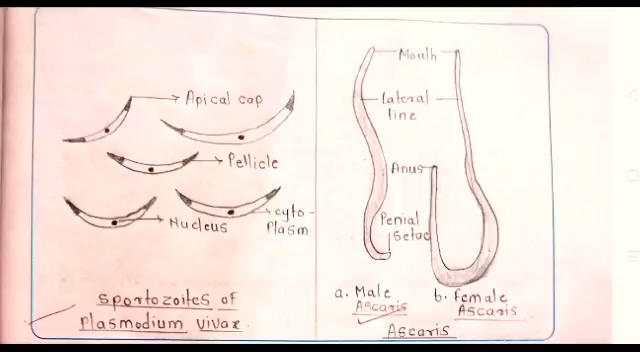 Apical cap
Pellicle
Nucleus
cyto-
Plasm
Sportozoites of
Plasmodium vivax.
Mouth
Lateral
line
Anus
Penial
Setae
a. Male
Ascaris
b. Female
Ascaris
Ascaris